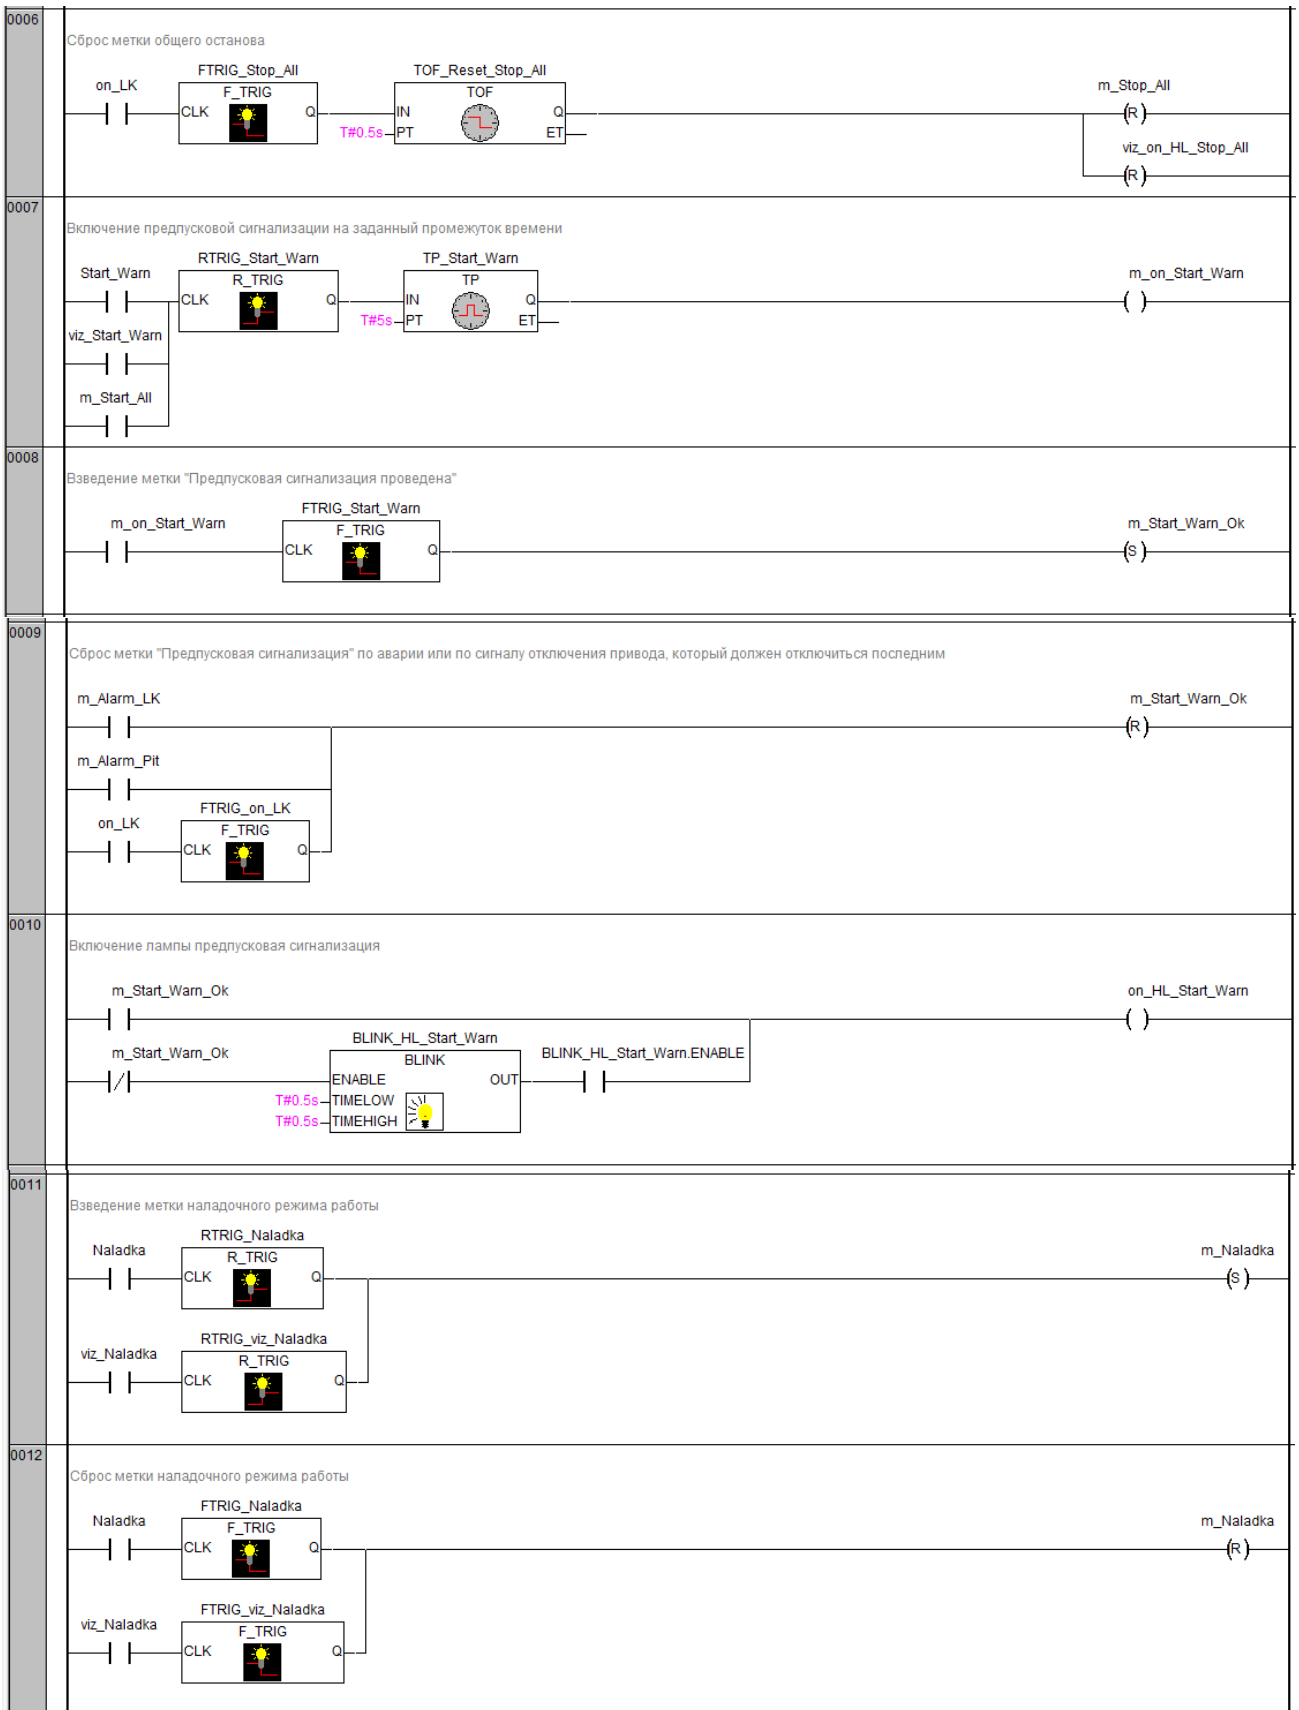 0006
Сброс метки общего останова
FTRIG_Stop_All
TOF_Reset_Stop_All
on_LK
F_TRIG
TOF
m_Stop_All
CLK
Q
IN
Q
(R)
T#0.5s
PT
ET
viz_on_HL_Stop_All
(R)
0007
Включение предпусковой сигнализации на заданный промежуток времени
RTRIG_Start_Warn
TP_Start_Warn
Start_Warn
R_TRIG
TP
m_on_Start_Warn
CLK
Q
IN
Q
T#5s
PT
ET
viz_Start_Warn
m_Start_All
0008
Взведение метки "Предпусковая сигнализация проведена"
FTRIG_Start_Warn
m_on_Start_Warn
F_TRIG
m_Start_Warn_Ok
CLK
Q
(S)
0009
Сброс метки "Предпусковая сигнализация" по аварии или по сигналу отключения привода, который должен отключиться последним
m_Alarm_LK
m_Start_Warn_Ok
(R)
m_Alarm_Pit
FTRIG_on_LK
on_LK
F_TRIG
CLK
Q
0010
Включение лампы предпусковая сигнализация
m_Start_Warn_Ok
on_HL_Start_Warn
BLINK_HL_Start_Warn
m_Start_Warn_Ok
BLINK
BLINK_HL_Start_Warn.ENABLE
ENABLE
OUT
T#0.5s
TIMELOW
T#0.5s
TIMEHIGH
0011
Взведение метки наладочного режима работы
RTRIG_Naladka
Naladka
R_TRIG
m_Naladka
CLK
Q
(S)
RTRIG_viz_Naladka
viz_Naladka
R_TRIG
CLK
Q
0012
Сброс метки наладочного режима работы
FTRIG_Naladka
Naladka
F_TRIG
m_Naladka
CLK
Q
(R)
FTRIG_viz_Naladka
viz_Naladka
F_TRIG
CLK
Q